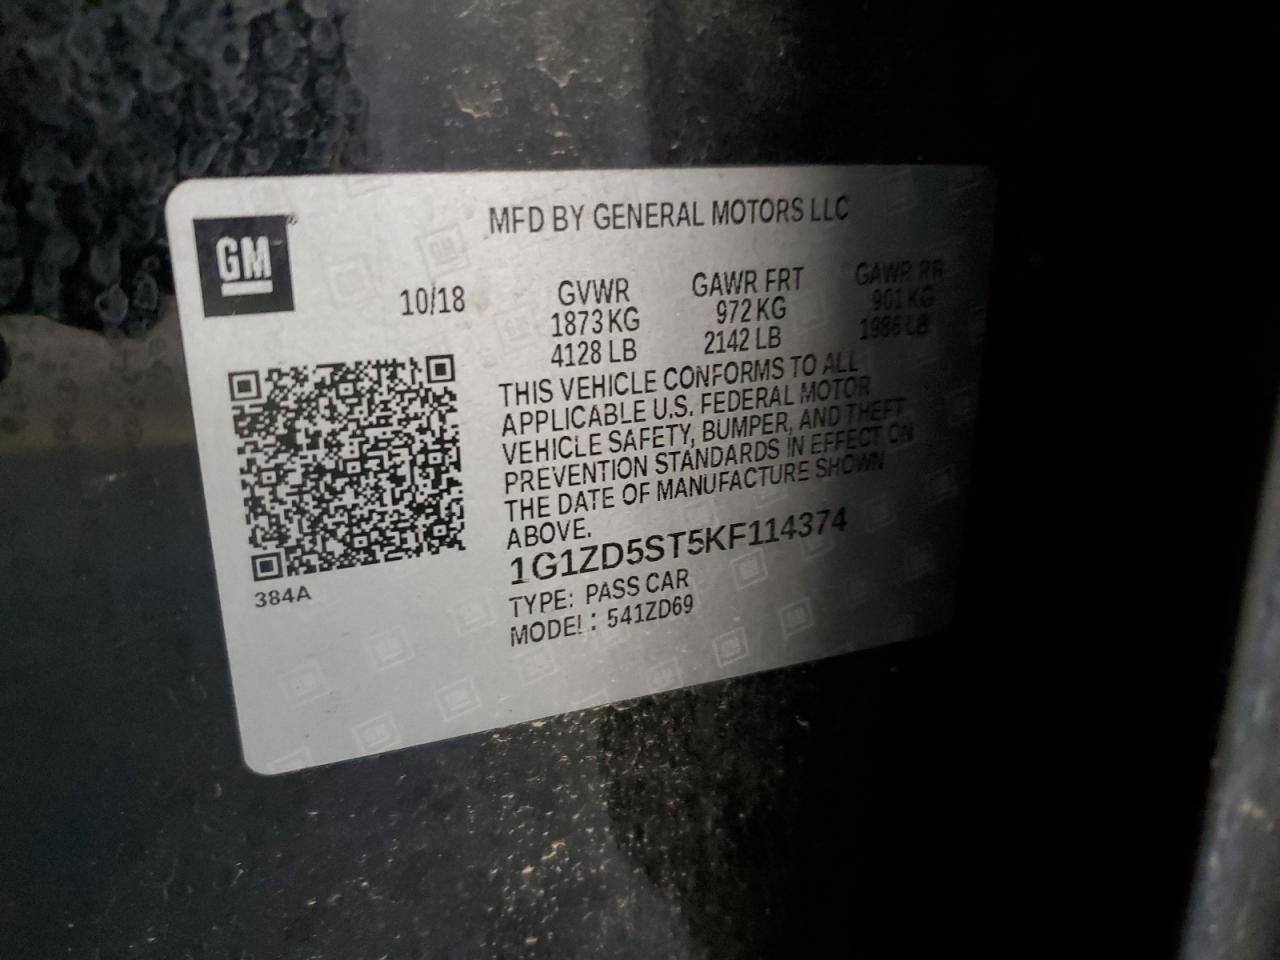 GM®
MFD BY GENERAL MOTORS LLC
10/18
GVWR
1873 KG
4128 LB
GAWR FRT
972 KG
2142 LB
GAWR RR
901 KG
1986 LB
THIS VEHICLE CONFORMS TO ALL
APPLICABLE U.S. FEDERAL MOTOR
VEHICLE SAFETY, BUMPER, AND THEFT
PREVENTION STANDARDS IN EFFECT ON
THE DATE OF MANUFACTURE SHOWN
ABOVE.
1G1ZD5ST5KF114374
TYPE: PASS CAR
MODEL: 541ZD69
384A